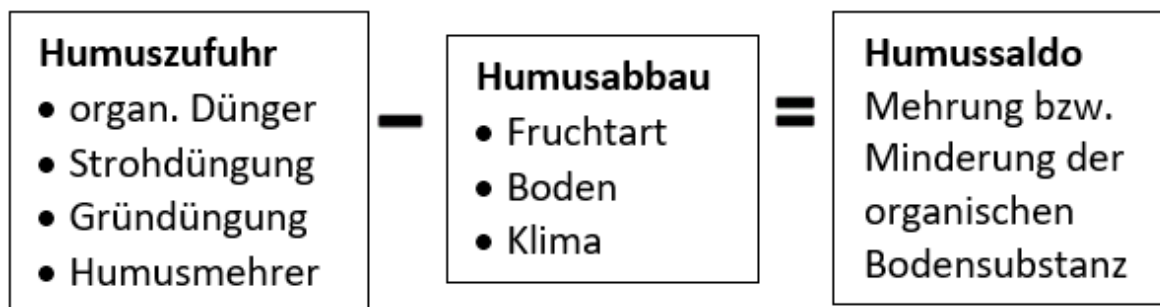 Humuszufuhr
• organ. Dünger
• Strohdüngung
• Gründüngung
• Humusmehrer
−
Humusabbau
• Fruchtart
• Boden
• Klima
=
Humussaldo
Mehrung bzw.
Minderung der
organischen
Bodensubstanz